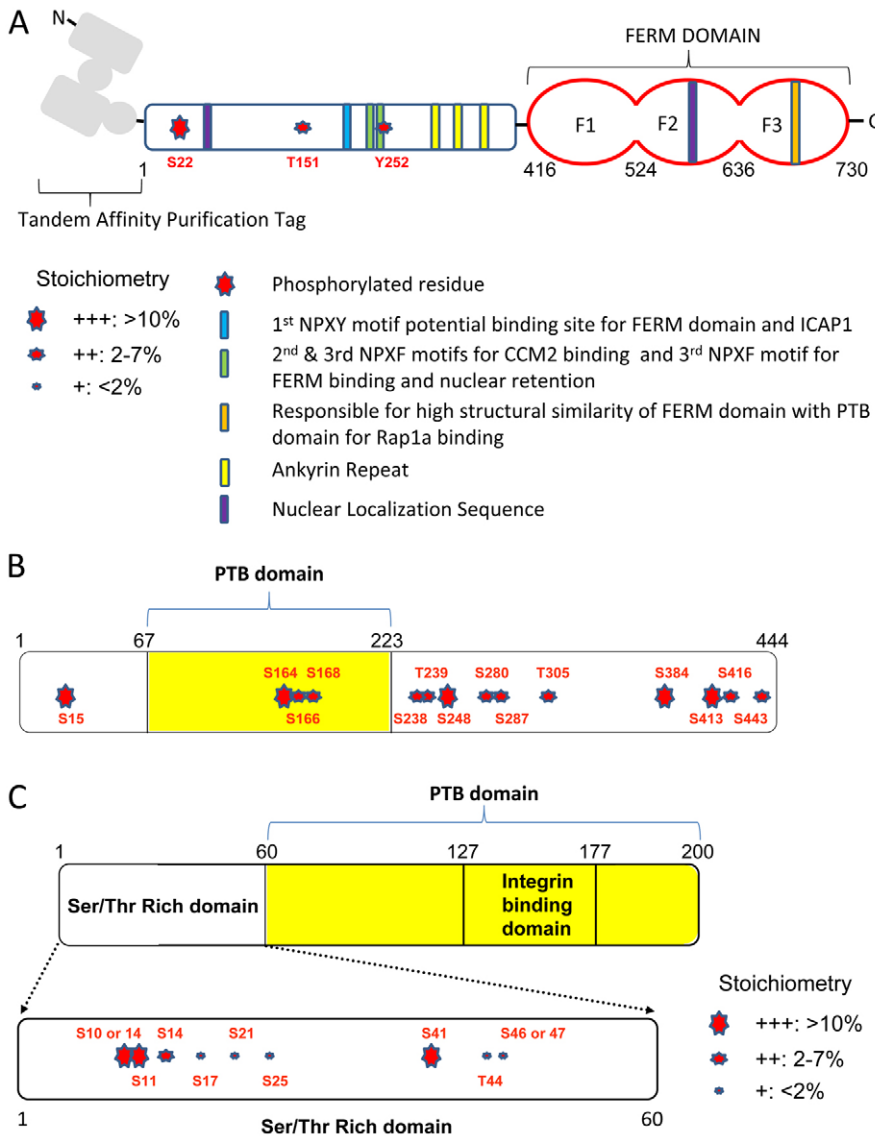 A
N
FERM DOMAIN
F1 F2 F3
C
S22 T151 Y252
1 416 524 636 730
Tandem Affinity Purification Tag
Stoichiometry
+++: >10%
++: 2-7%
+: <2%
Phosphorylated residue
1st NPXY motif potential binding site for FERM domain and ICAP1
2nd & 3rd NPXF motifs for CCM2 binding and 3rd NPXF motif for
FERM binding and nuclear retention
Responsible for high structural similarity of FERM domain with PTB
domain for Rap1a binding
Ankyrin Repeat
Nuclear Localization Sequence
B
PTB domain
1 67 223 444
S164 S168 T239 S280 T305 S384 S416
S15 S166 S238 S248 S287 S413 S443
C
PTB domain
1 60 127 177 200
Ser/Thr Rich domain
Integrin
binding
domain
S10 or 14 S14 S21 S41 S46 or 47
S11 S17 S25 T44
1 60
Ser/Thr Rich domain
Stoichiometry
+++: >10%
++: 2-7%
+: <2%